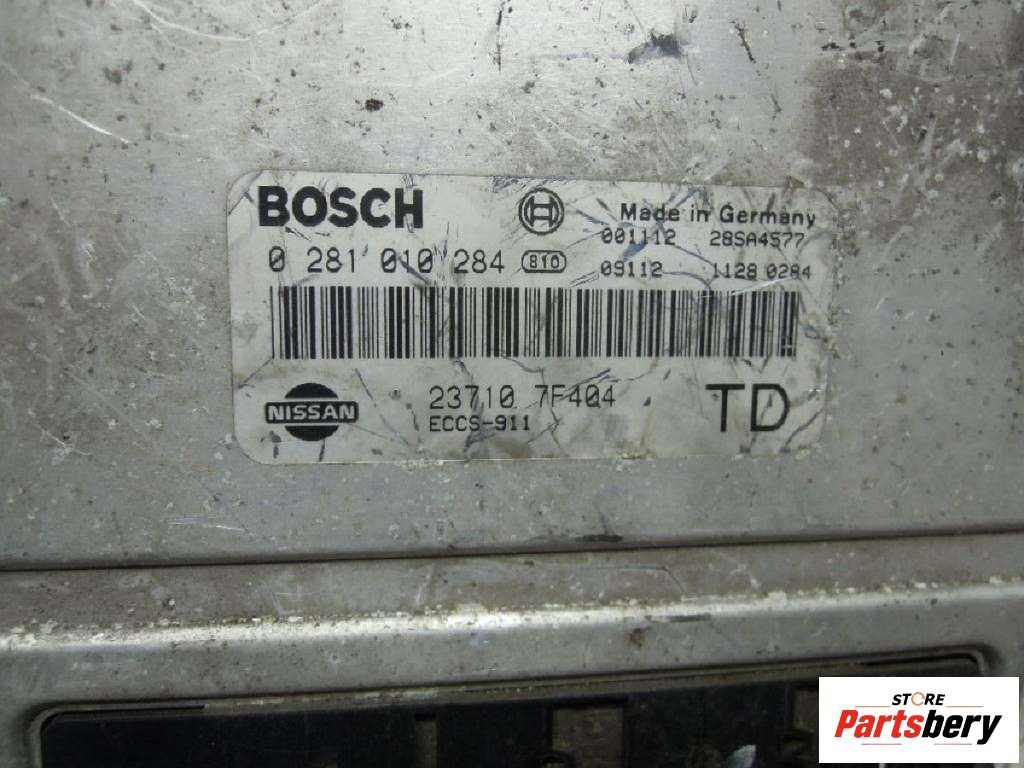 BOSCH Made in Germany
001112 28SA4577
0 281 010 284 810 09112 1128 0284
NISSAN 23710 7F404 TD
ECCS-911
STORE
Partsbery